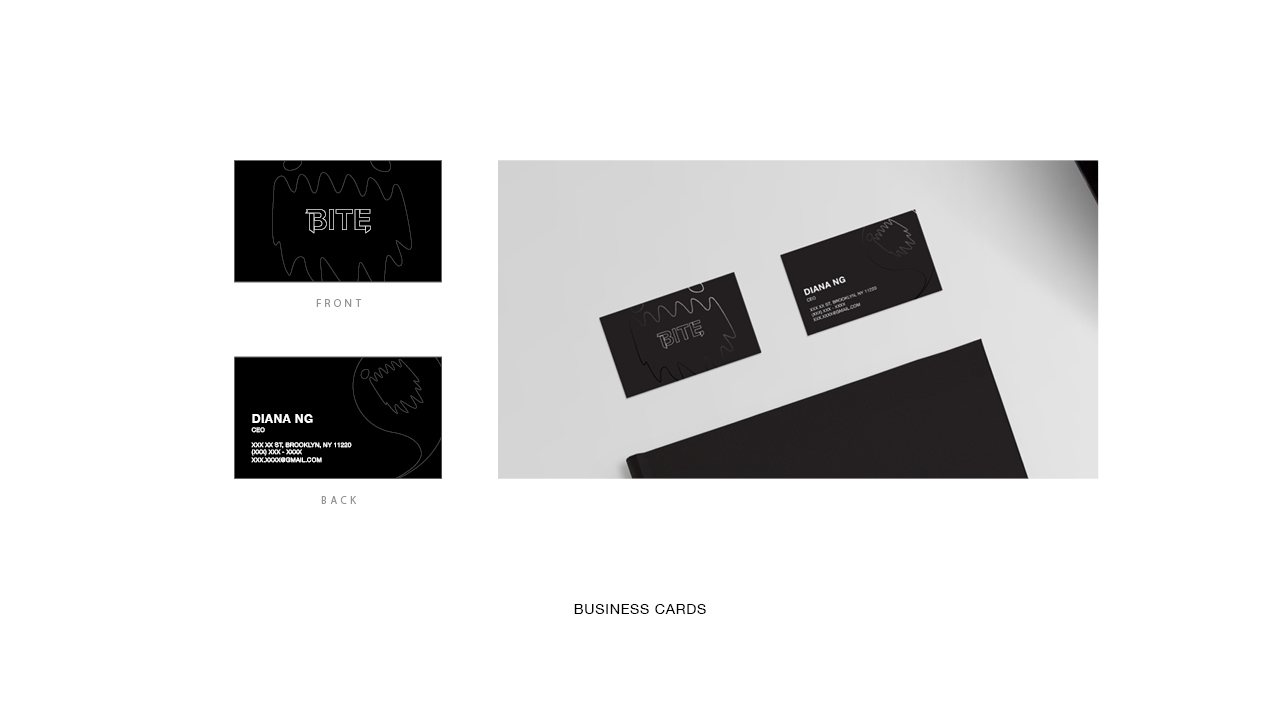 BITE
FRONT
DIANA NG
CEO
XXX XX ST, BROOKLYN, NY 11220
(XXX) XXX - XXXX
XXX.XXXX@GMAIL.COM
BACK
BITE
DIANA NG
CEO
XXX XX ST, BROOKLYN, NY 11220
(XXX) XXX - XXXX
XXX.XXXX@GMAIL.COM
BUSINESS CARDS